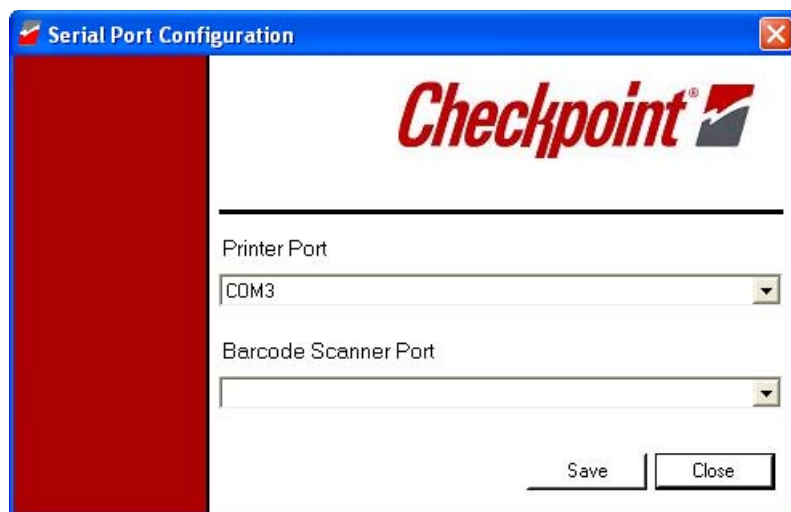 Serial Port Configuration
Checkpoint®
Printer Port
COM3
Barcode Scanner Port
Save Close